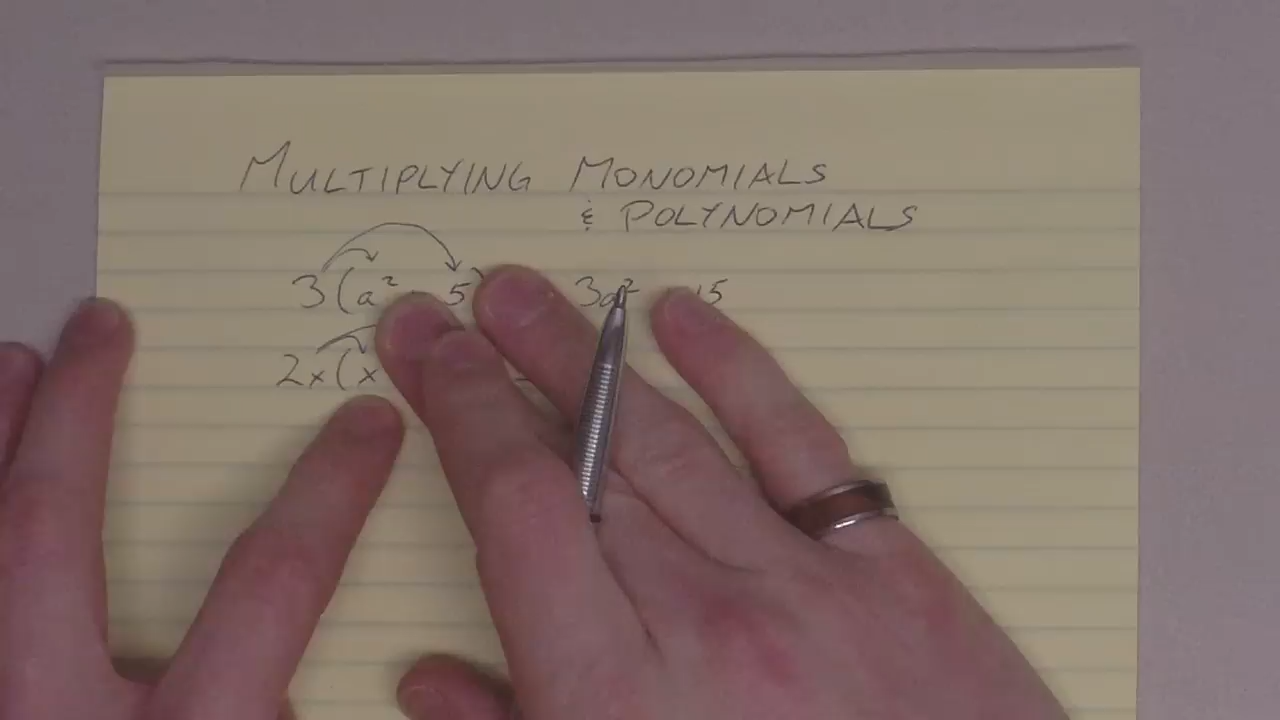 MULTIPLYING MONOMIALS
& POLYNOMIALS
3(a² 5) 3a² 15
2x(x